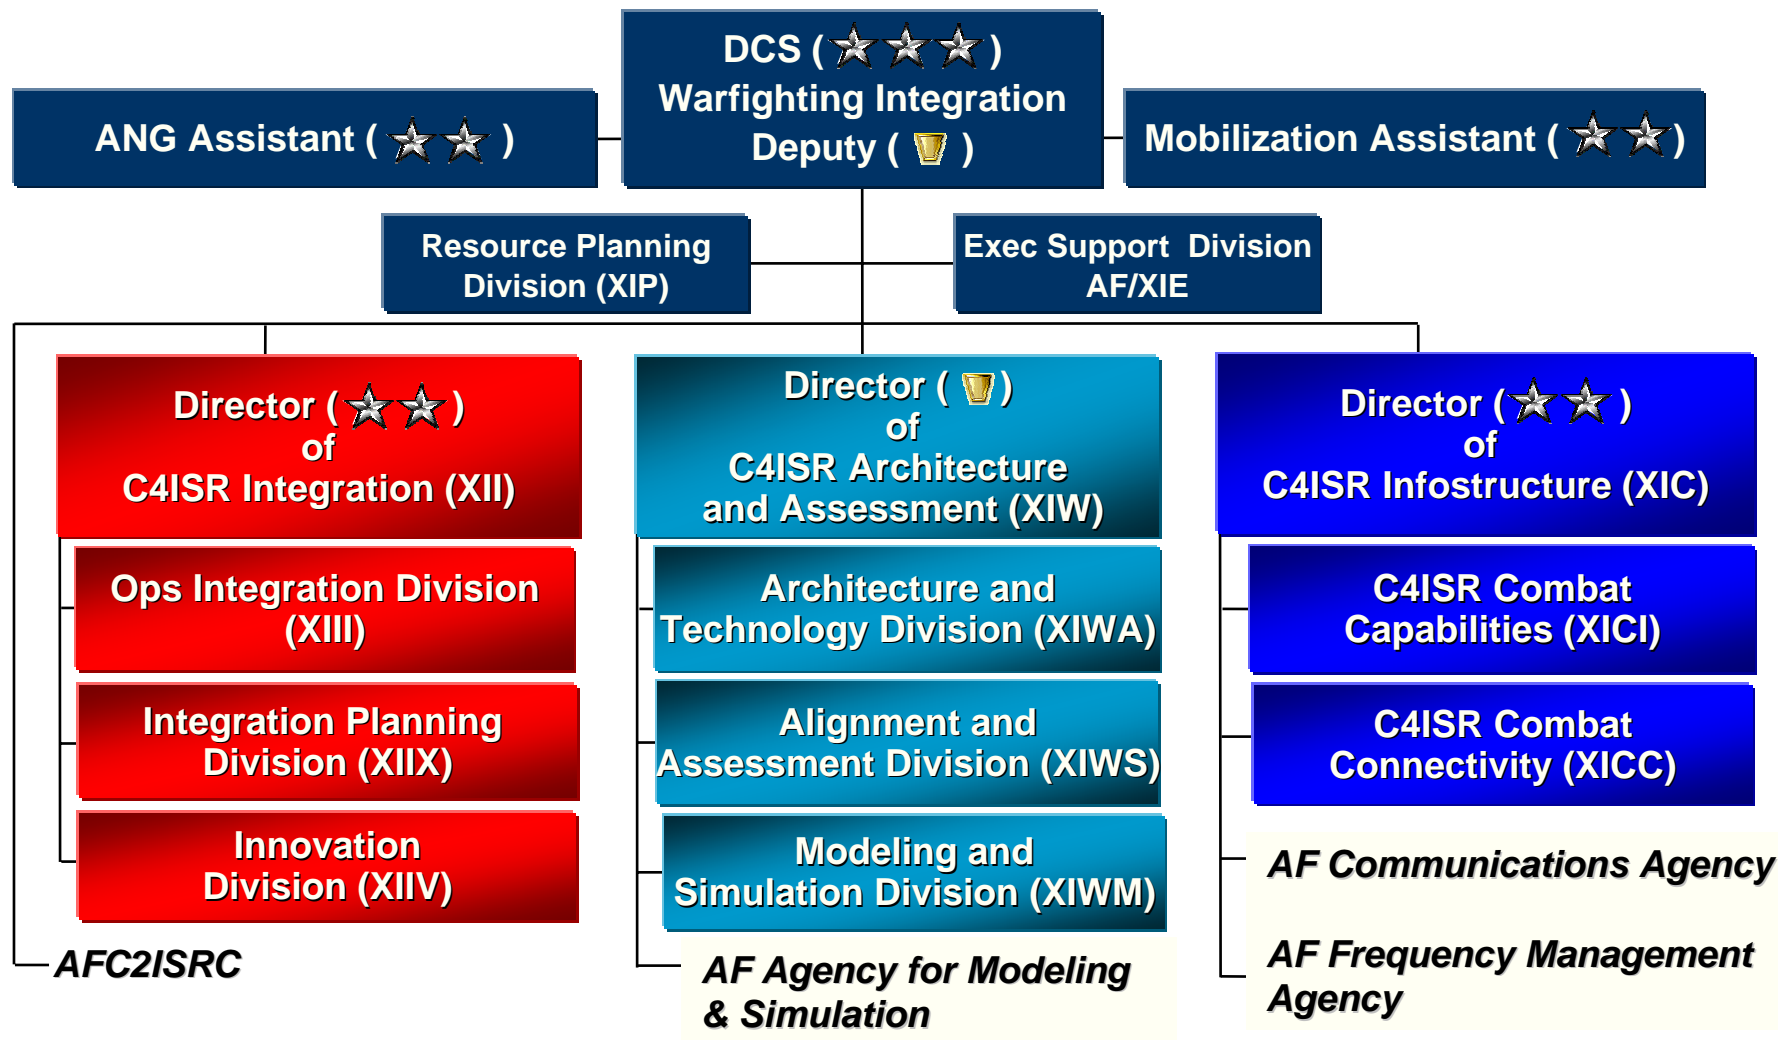 DCS ( )
Warfighting Integration
Deputy ( )
ANG Assistant ( )
Mobilization Assistant ( )
Resource Planning
Division (XIP)
Exec Support Division
AF/XIE
Director ( )
of
C4ISR Integration (XII)
Ops Integration Division
(XIII)
Integration Planning
Division (XIIX)
Innovation
Division (XIIV)
AFC2ISRC
Director ( )
of
C4ISR Architecture
and Assessment (XIW)
Architecture and
Technology Division (XIWA)
Alignment and
Assessment Division (XIWS)
Modeling and
Simulation Division (XIWM)
AF Agency for Modeling
& Simulation
Director ( )
of
C4ISR Infostructure (XIC)
C4ISR Combat
Capabilities (XICI)
C4ISR Combat
Connectivity (XICC)
AF Communications Agency
AF Frequency Management
Agency